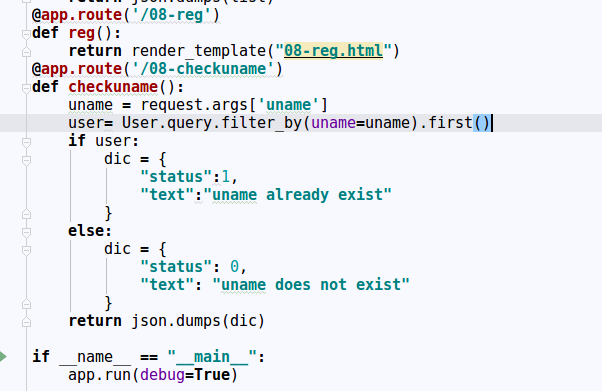 return json.dumps(list)
@app.route('/08-reg')
def reg():
    return render_template("08-reg.html")
@app.route('/08-checkuname')
def checkuname():
    uname = request.args['uname']
    user= User.query.filter_by(uname=uname).first()
    if user:
        dic = {
            "status":1,
            "text":"uname already exist"
        }
    else:
        dic = {
            "status": 0,
            "text": "uname does not exist"
        }
    return json.dumps(dic)

if __name__ == "__main__":
    app.run(debug=True)